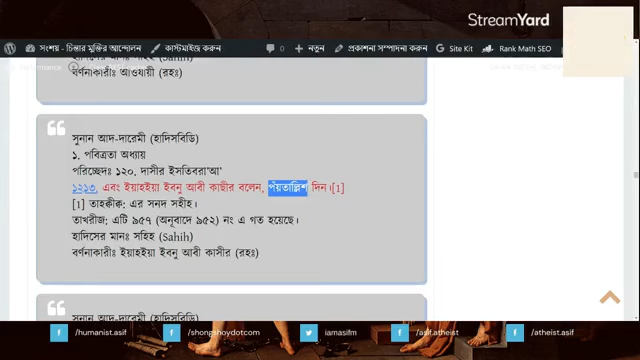 StreamYard
সংশয় - চিন্তার মুক্তির আন্দোলন
কাস্টমাইজ করুন
0
+ নতুন
প্রকাশনা সম্পাদনা করুন
Site Kit
Rank Math SEO
হাদিসের মানঃ সহিহ (Sahih)
বর্ণনাকারীঃ আওযায়ী (রহঃ)
সুনান আদ-দারেমী (হাদিসবিডি)
১. পবিত্রতা অধ্যায়
পরিচ্ছেদঃ ১২০. দাসীর ইসতিবরা’আ’
১২১৩. এবং ইয়াহইয়া ইবনু আবী কাছীর বলেন, পঁয়তাল্লিশ দিন।[1]
[1] তাহক্বীক্ব: এর সনদ সহীহ।
তাখরীজ: এটি ৯৫৭ (অনূবাদে ৯৫২) নং এ গত হয়েছে।
হাদিসের মানঃ সহিহ (Sahih)
বর্ণনাকারীঃ ইয়াহইয়া ইবনু আবী কাসীর (রহঃ)
সুনান আদ-দারেমী (হাদিসবিডি)
/humanist.asif
/shongshoydotcom
iamasifm
/asif.atheist
/atheist.asif